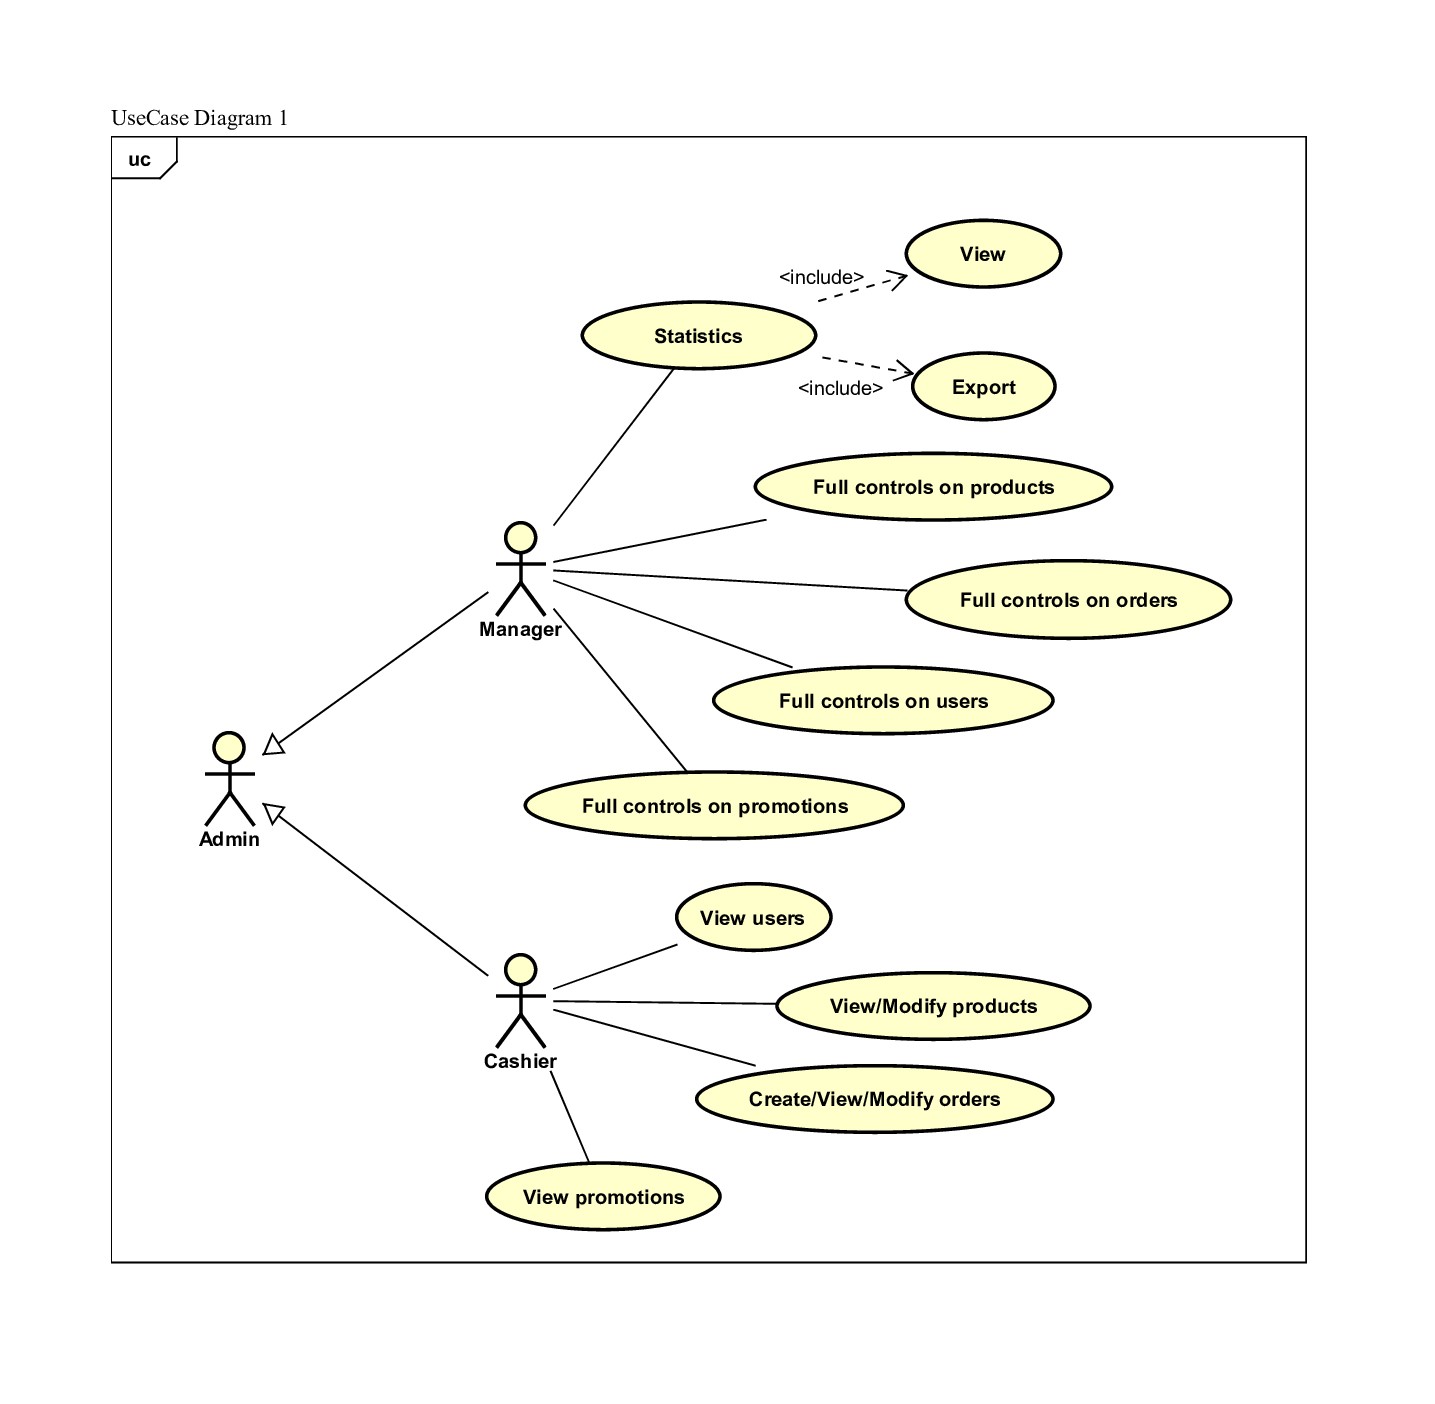 UseCase Diagram 1
uc
View
<include>
Statistics
Export
<include>
Full controls on products
Full controls on orders
Manager
Full controls on users
Full controls on promotions
Admin
View users
View/Modify products
Cashier
Create/View/Modify orders
View promotions